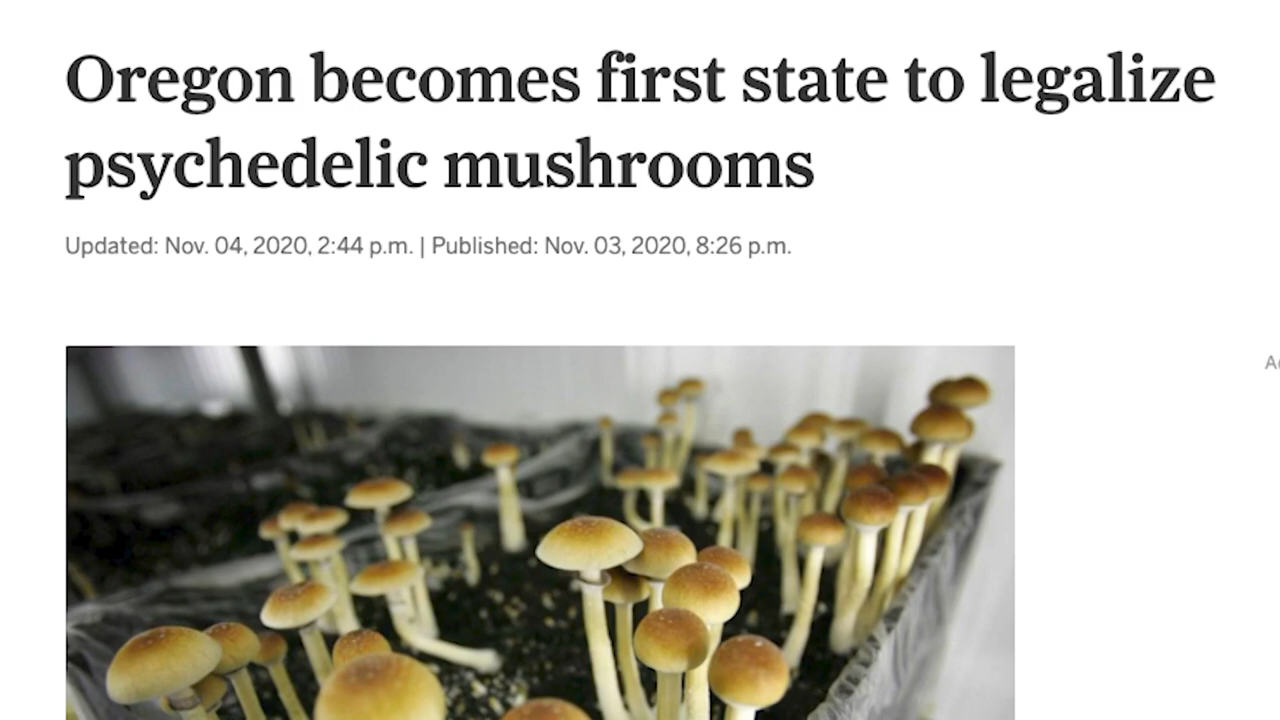 Oregon becomes first state to legalize
psychedelic mushrooms
Updated: Nov. 04, 2020, 2:44 p.m. | Published: Nov. 03, 2020, 8:26 p.m.